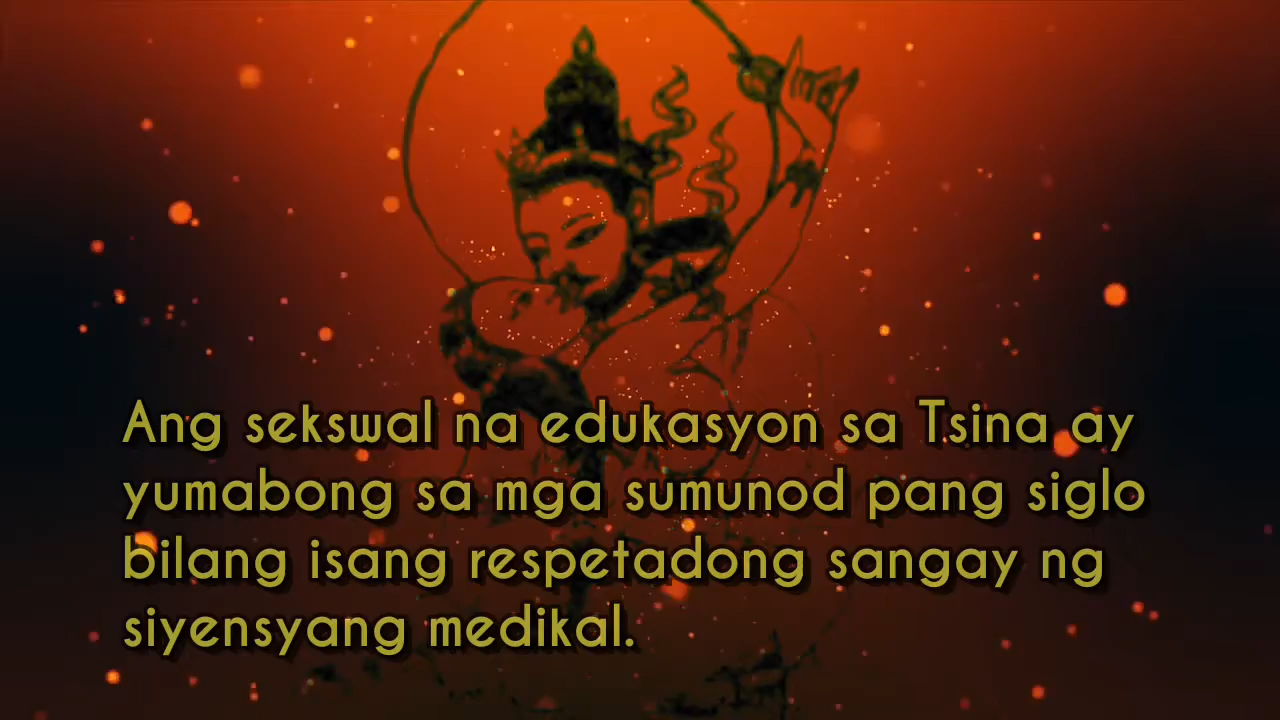 Ang sekswal na edukasyon sa Tsina ay
yumabong sa mga sumunod pang siglo
bilang isang respetadong sangay ng
siyensyang medikal.